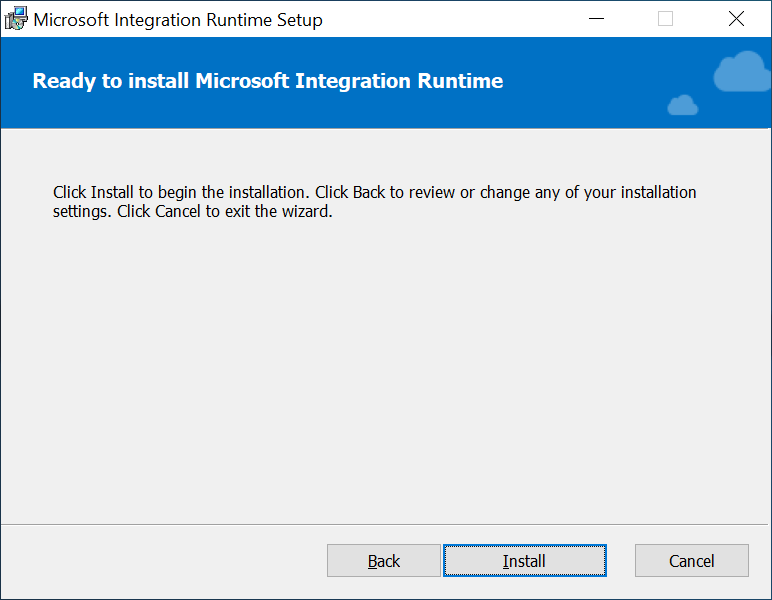 Microsoft Integration Runtime Setup
Ready to install Microsoft Integration Runtime
Click Install to begin the installation. Click Back to review or change any of your installation
settings. Click Cancel to exit the wizard.
Back
Install
Cancel